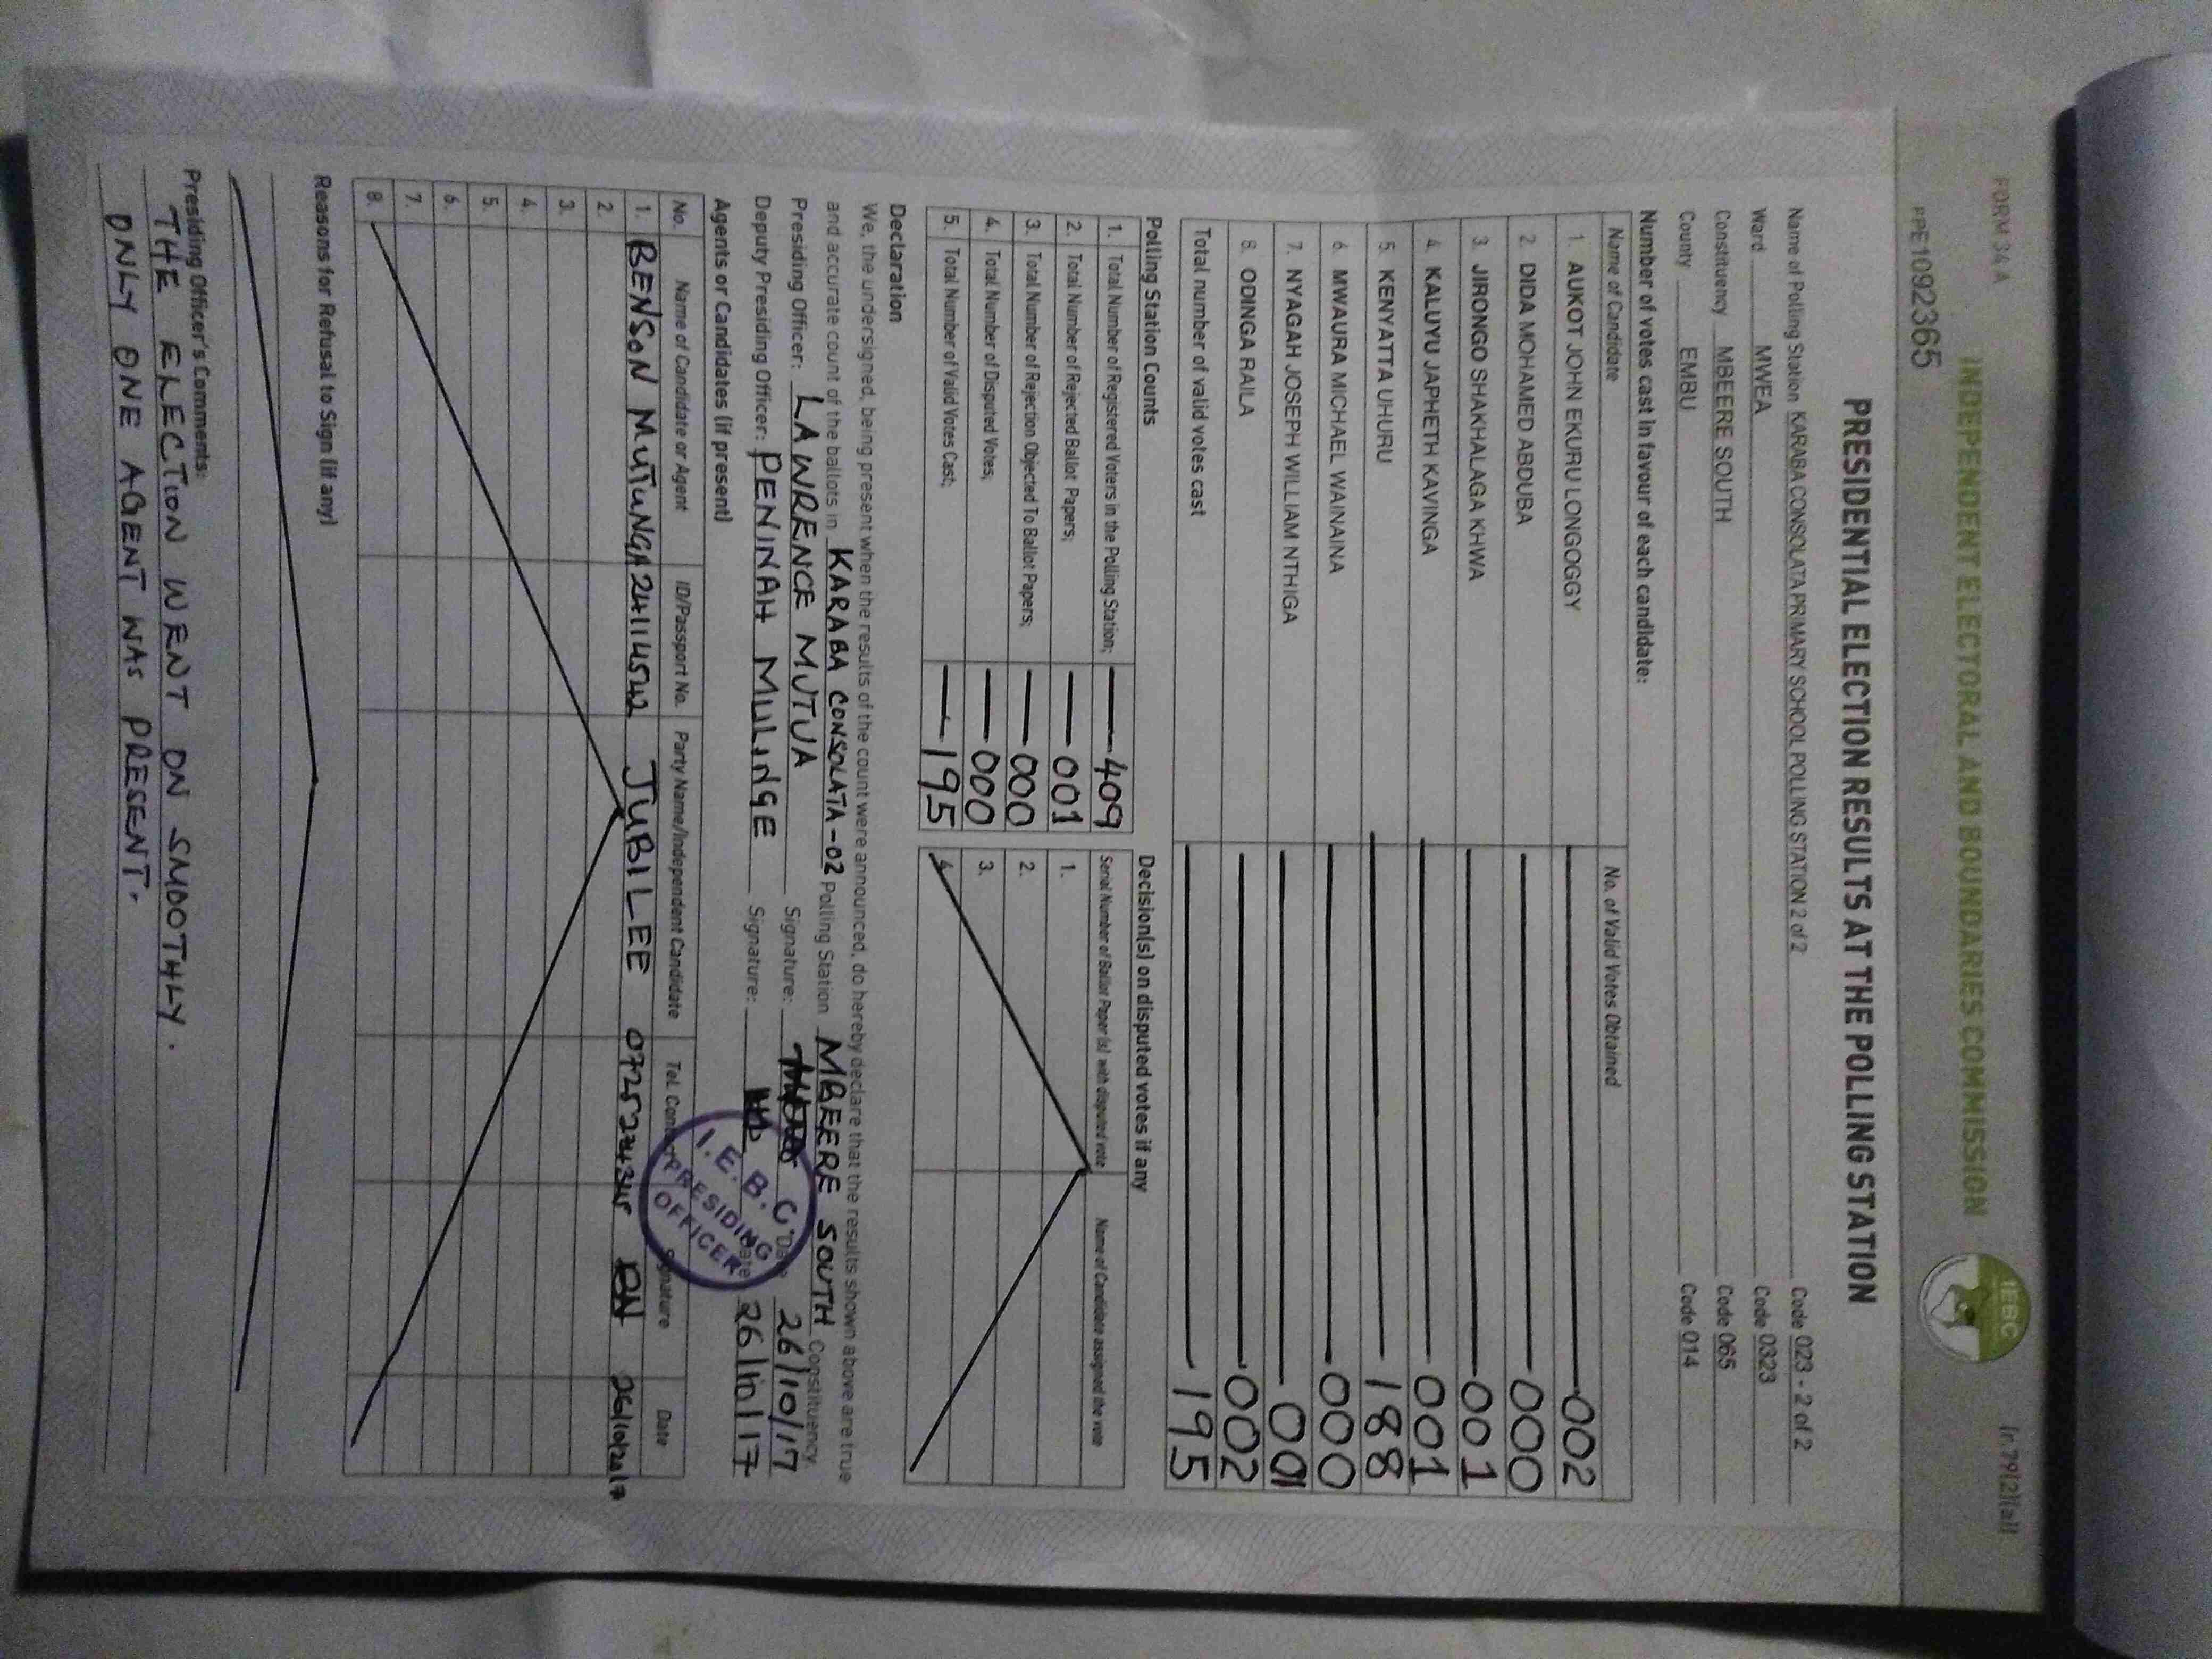 FORM 34 A
INDEPENDENT ELECTORAL AND BOUNDARIES COMMISSION
IEBC
PPE1092365
PRESIDENTIAL ELECTION RESULTS AT THE POLLING STATION
Name of Polling Station KARABA CONSOLATA PRIMARY SCHOOL POLLING STATION 2 of 2 Code 023 - 2 of 2
Ward MWEA Code 0323
Constituency MBEERE SOUTH Code 065
County EMBU Code 014
Number of votes cast in favour of each candidate:
Name of Candidate No. of Valid Votes Obtained
1. AUKOT JOHN EKURU LONGOGGY 002
2. DIDA MOHAMED ABDUBA 000
3. JIRONGO SHAKHALAGA KHWA 001
4. KALUYU JAPHETH KAVINGA 001
5. KENYATTA UHURU 188
6. MWAURA MICHAEL WAINAINA 000
7. NYAGAH JOSEPH WILLIAM NTHIGA 001
8. ODINGA RAILA 002
Total number of valid votes cast 195
Polling Station Counts
1. Total Number of Registered Voters in the Polling Station; 409
2. Total Number of Rejected Ballot Papers; 001
3. Total Number of Rejection Objected To Ballot Papers; 000
4. Total Number of Disputed Votes; 000
5. Total Number of Valid Votes Cast; 195
Decision(s) on disputed votes if any
Serial Number of Ballot Paper (s) with disputed vote Name of Candidate assigned the vote
1.
2.
3.
4.
Declaration
We, the undersigned, being present when the results of the count were announced, do hereby declare that the results shown above are true
and accurate count of the ballots in KARABA CONSOLATA-02 Polling Station MBEERE SOUTH Constituency.
Presiding Officer: LAWRENCE MUTUA Signature: 26/10/17
Deputy Presiding Officer: PENINAH MULINGE Signature: Date 26/10/17
I.E.B.C.
PRESIDING
OFFICER
Agents or Candidates (if present)
No. Name of Candidate or Agent ID/Passport No. Party Name/Independent Candidate Tel. Contact Signature Date
1. BENSON MUTUNGA JUBILEE 26/10/2017
2.
3.
4.
5.
6.
7.
8.
Reasons for Refusal to Sign (if any)
Presiding Officer's Comments:
THE ELECTION WENT ON SMOOTHLY.
ONLY ONE AGENT WAS PRESENT.